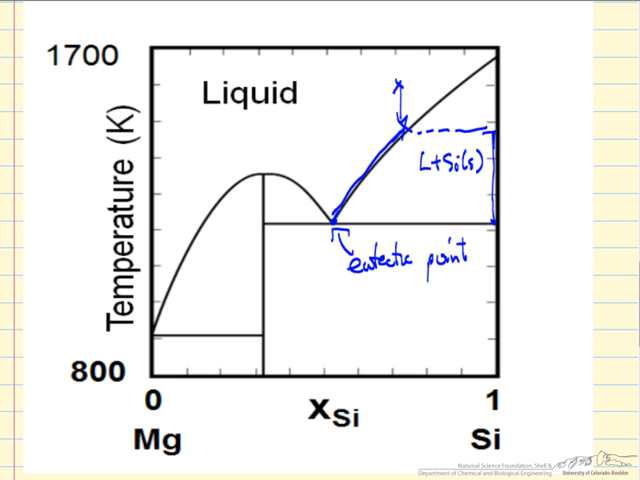 1700
Liquid
x
L+Si(s)
eutectic point
Temperature (K)
800
0
xSi
1
Mg
Si
National Science Foundation, Shell &
Department of Chemical and Biological Engineering
University of Colorado-Boulder